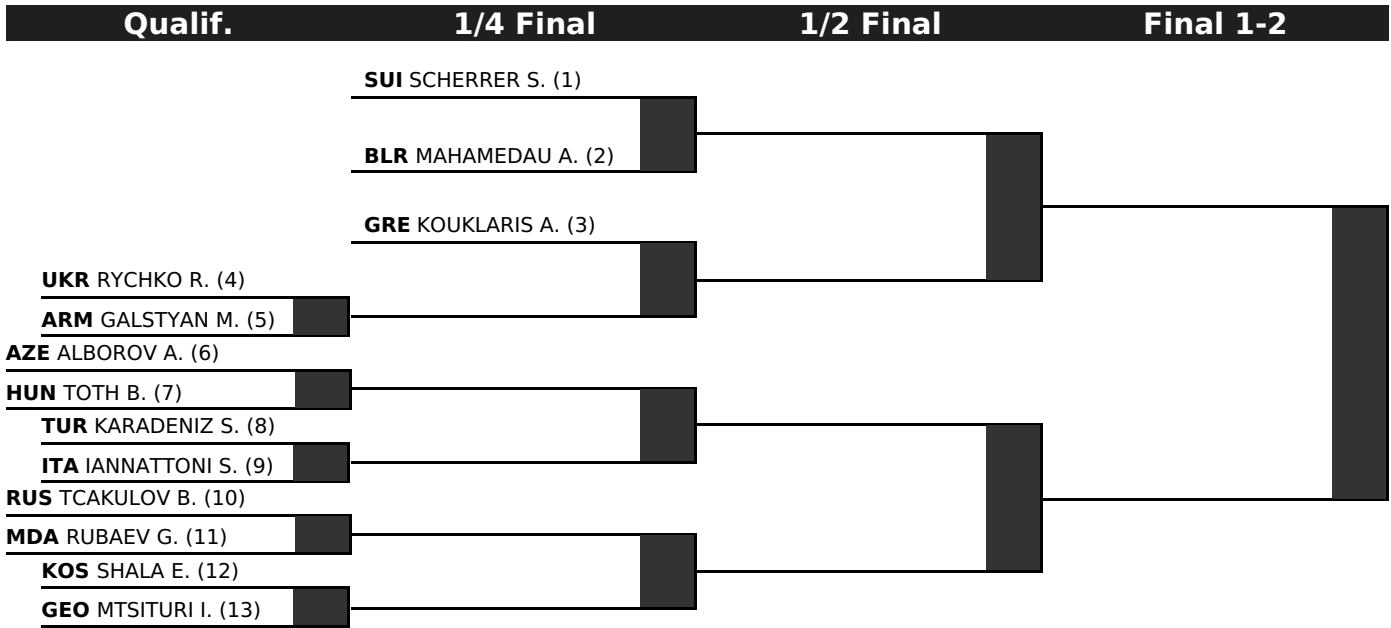 Qualif. 1/4 Final 1/2 Final Final 1-2
SUI SCHERRER S. (1)
BLR MAHAMEDAU A. (2)
GRE KOUKLARIS A. (3)
UKR RYCHKO R. (4)
ARM GALSTYAN M. (5)
AZE ALBOROV A. (6)
HUN TOTH B. (7)
TUR KARADENIZ S. (8)
ITA IANNATTONI S. (9)
RUS TCAKULOV B. (10)
MDA RUBAEV G. (11)
KOS SHALA E. (12)
GEO MTSITURI I. (13)